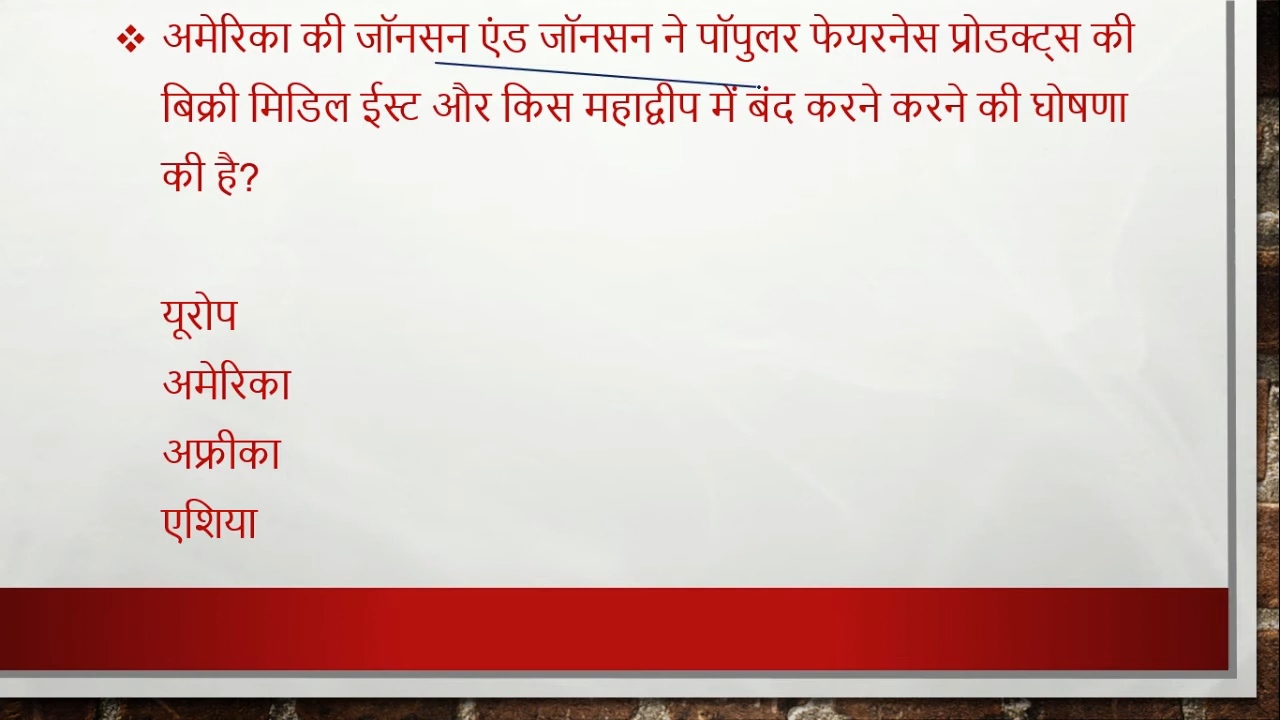 ❖ अमेरिका की जॉनसन एंड जॉनसन ने पॉपुलर फेयरनेस प्रोडक्ट्स की
बिक्री मिडिल ईस्ट और किस महाद्वीप में बंद करने करने की घोषणा
की है?
यूरोप
अमेरिका
अफ्रीका
एशिया